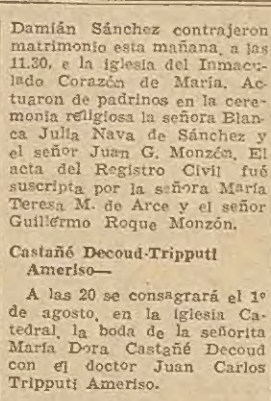 Damián Sánchez contrajeron
matrimonio esta mañana, a las
11.30, e la iglesia del Inmacu-
lado Corazón de María. Ac-
tuaron de padrinos en la cere-
monia religiosa la señora Blan-
ca Julia Nava de Sánchez y
el señor Juan G. Monzón. El
acta del Registro Civil fué
suscripta por la señora María
Teresa M. de Arce y el señor
Guillermo Roque Monzón.
Castañé Decoud-Tripputi
Ameriso—
A las 20 se consagrará el 1º
de agosto, en la iglesia Ca-
tedral, la boda de la señorita
María Dora Castañé Decoud
con el doctor Juan Carlos
Tripputi Ameriso.